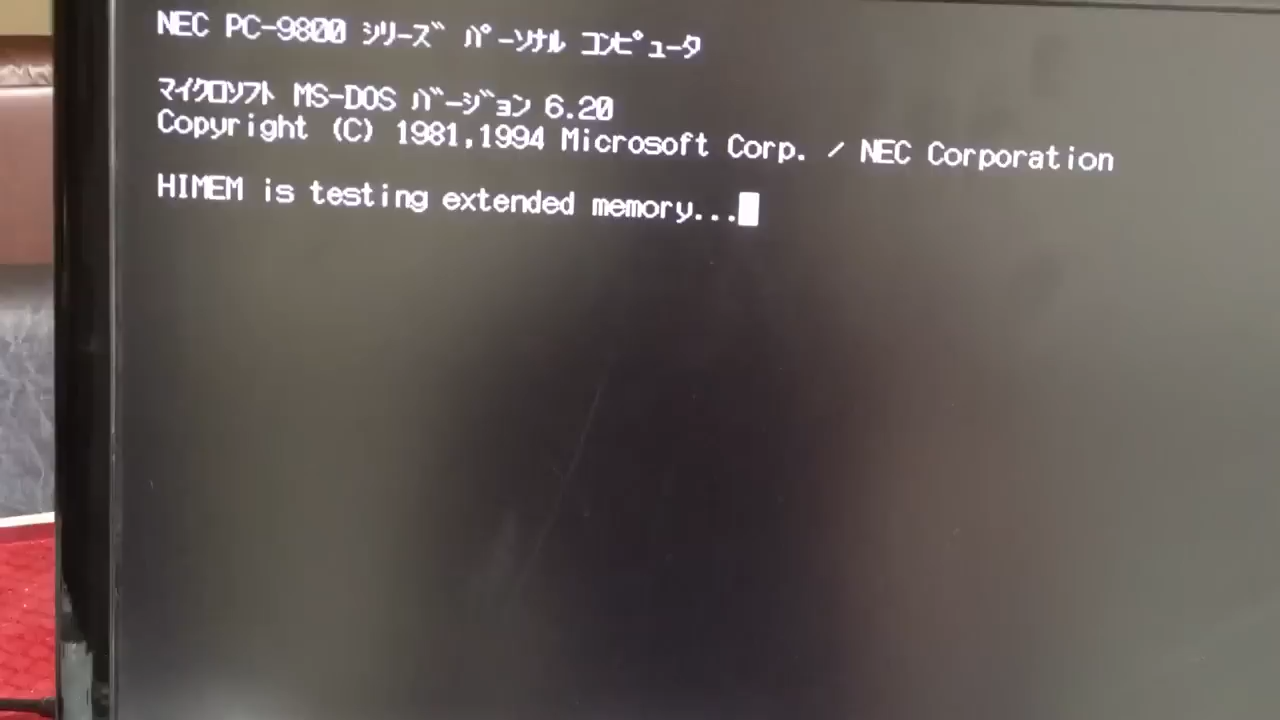 NEC PC-9800 ｼﾘｰｽﾞ ﾊﾟｰｿﾅﾙ ｺﾝﾋﾟｭｰﾀ
ﾏｲｸﾛｿﾌﾄ MS-DOS ﾊﾞｰｼﾞｮﾝ 6.20
Copyright (C) 1981,1994 Microsoft Corp. / NEC Corporation
HIMEM is testing extended memory...